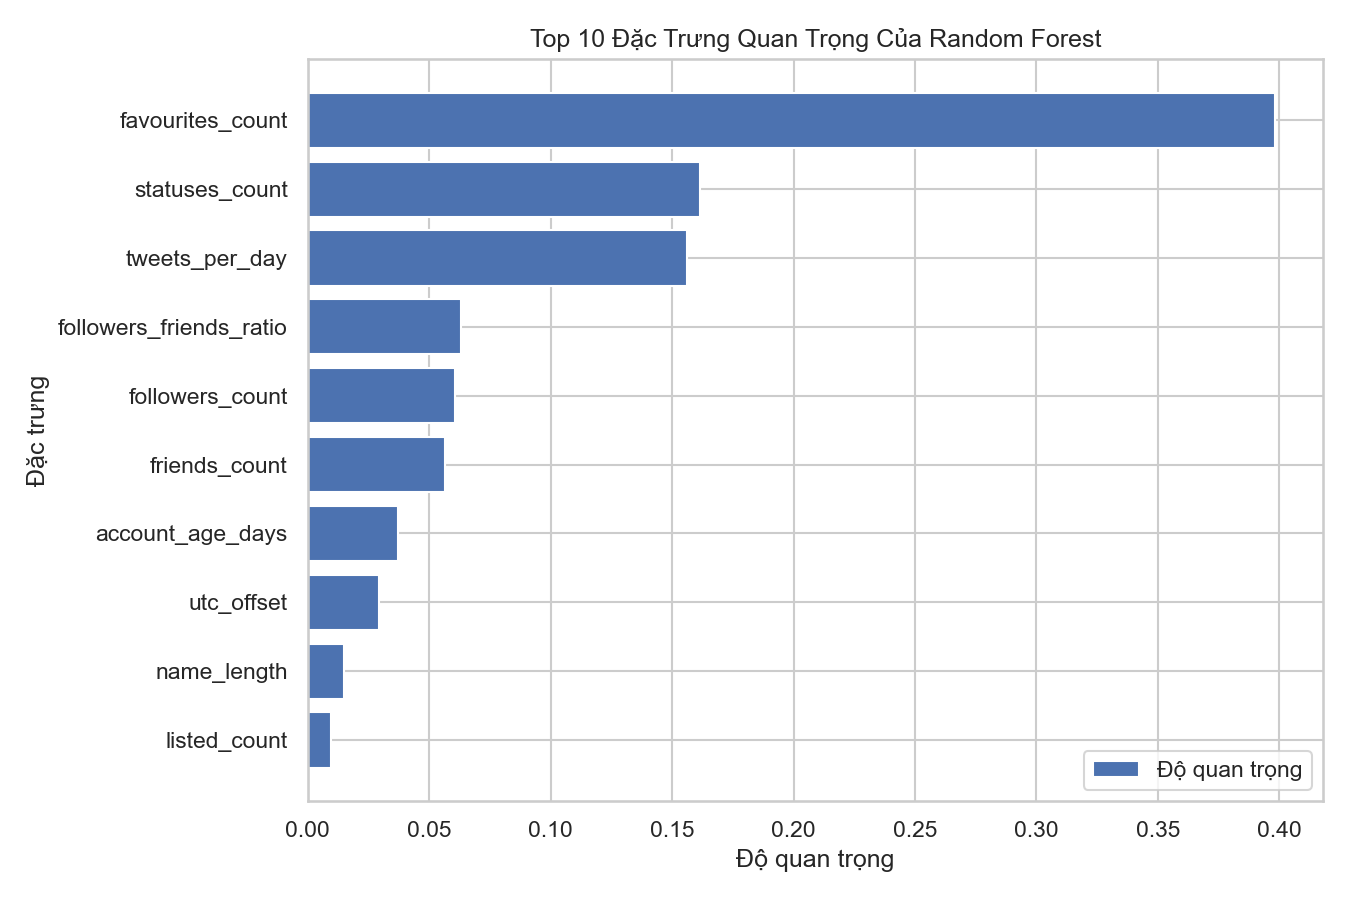 Top 10 Đặc Trưng Quan Trọng Của Random Forest
Đặc trưng
favourites_count
statuses_count
tweets_per_day
followers_friends_ratio
followers_count
friends_count
account_age_days
utc_offset
name_length
listed_count
Độ quan trọng
0.00 0.05 0.10 0.15 0.20 0.25 0.30 0.35 0.40
Độ quan trọng